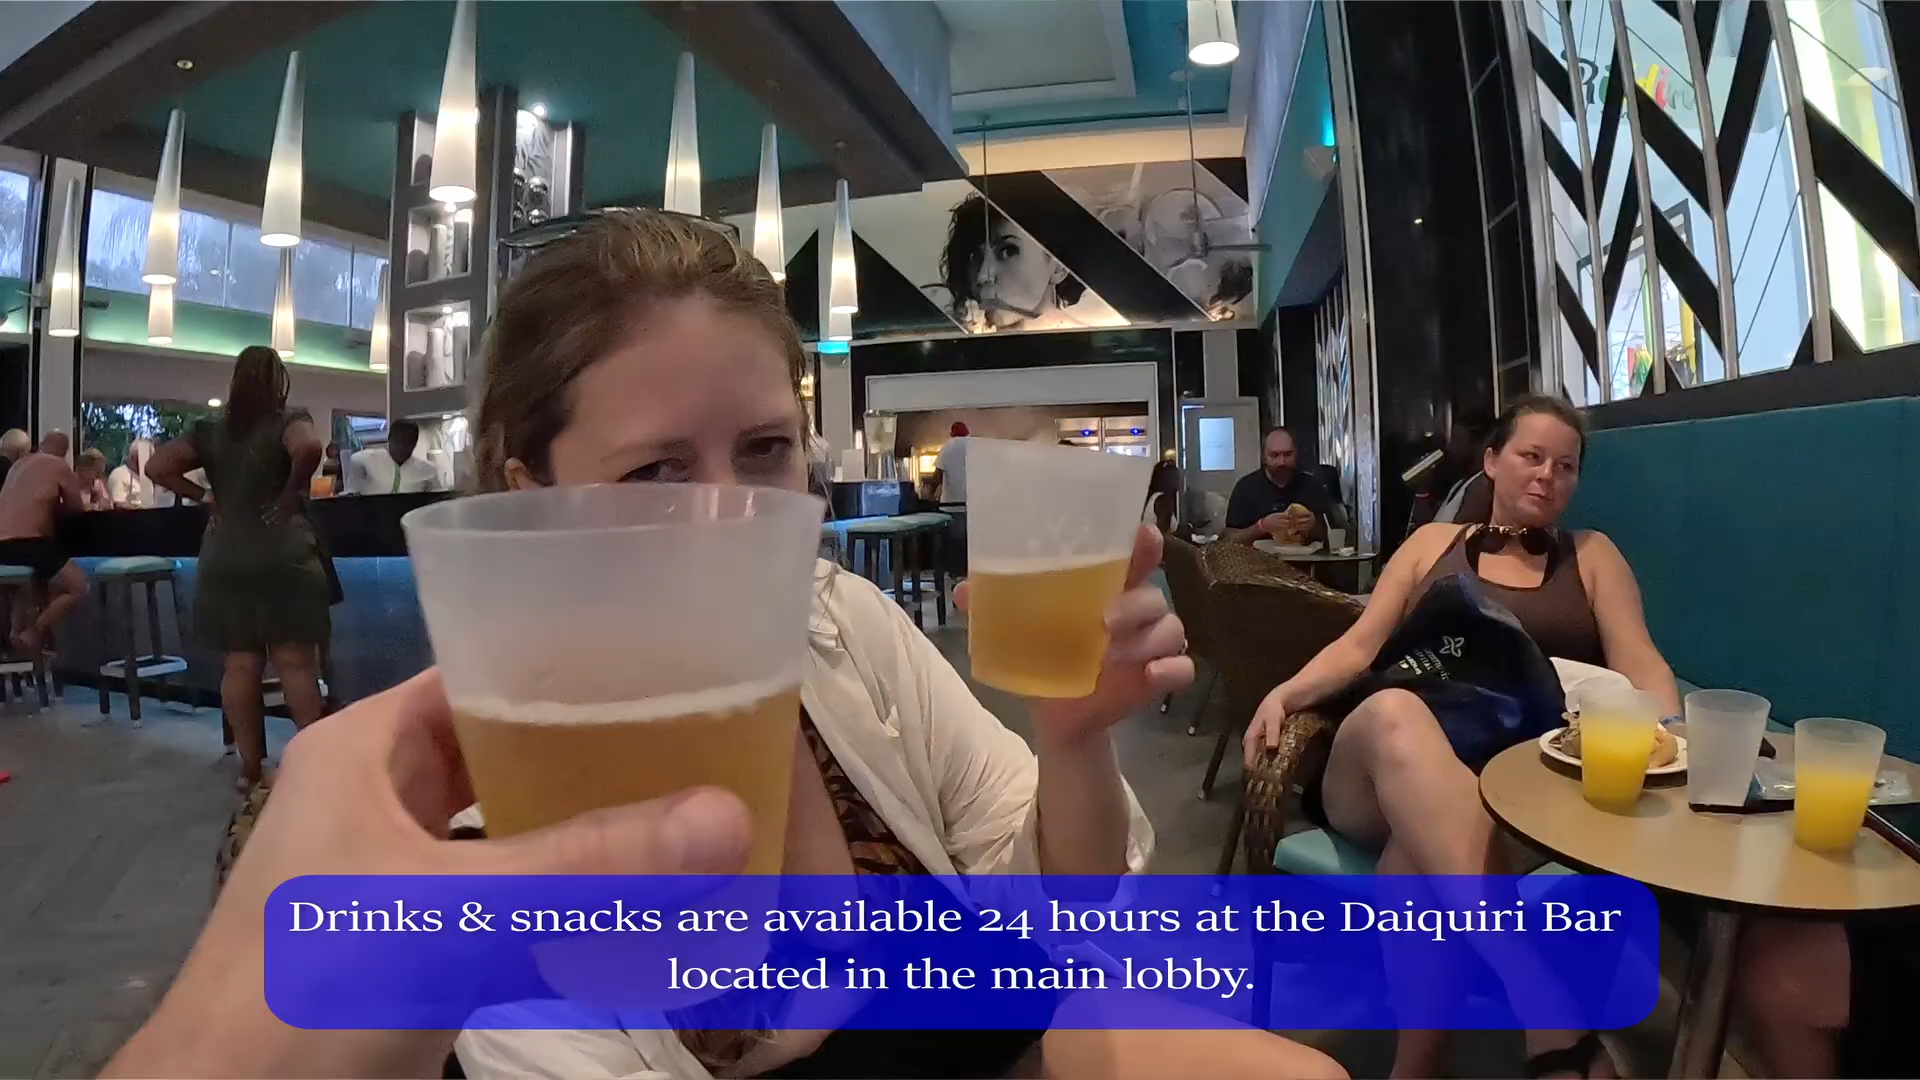 Drinks & snacks are available 24 hours at the Daiquiri Bar
located in the main lobby.